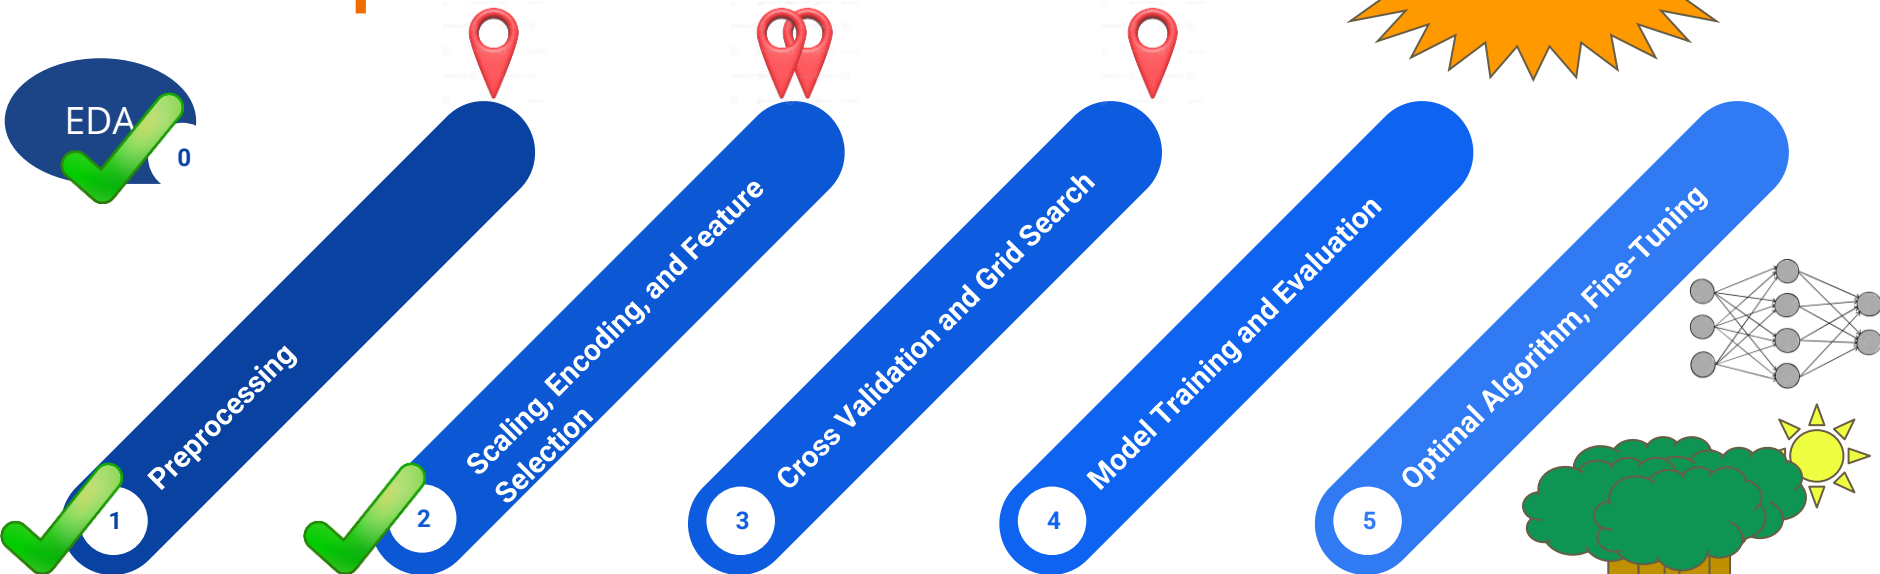 EDA
0
Preprocessing
1
Scaling, Encoding, and Feature
Selection
2
Cross Validation and Grid Search
3
Model Training and Evaluation
4
Optimal Algorithm, Fine-Tuning
5